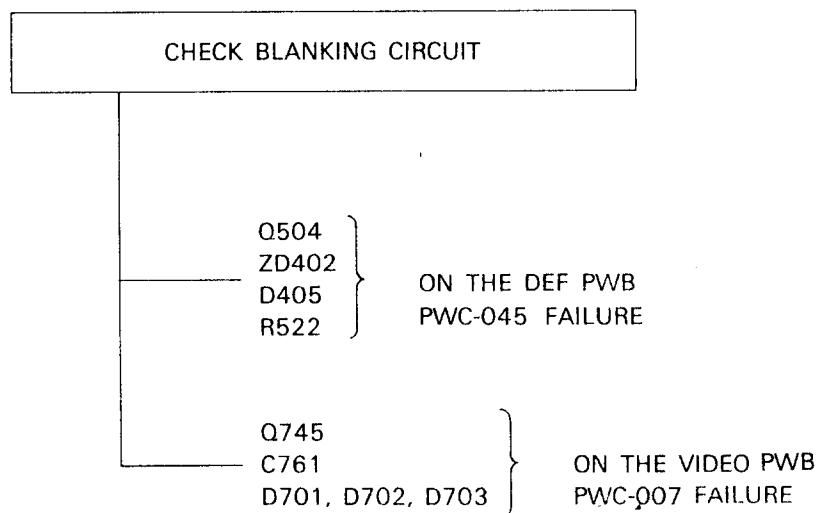 CHECK BLANKING CIRCUIT
Q504
ZD402
D405
R522
ON THE DEF PWB
PWC-045 FAILURE
Q745
C761
D701, D702, D703
ON THE VIDEO PWB
PWC-007 FAILURE